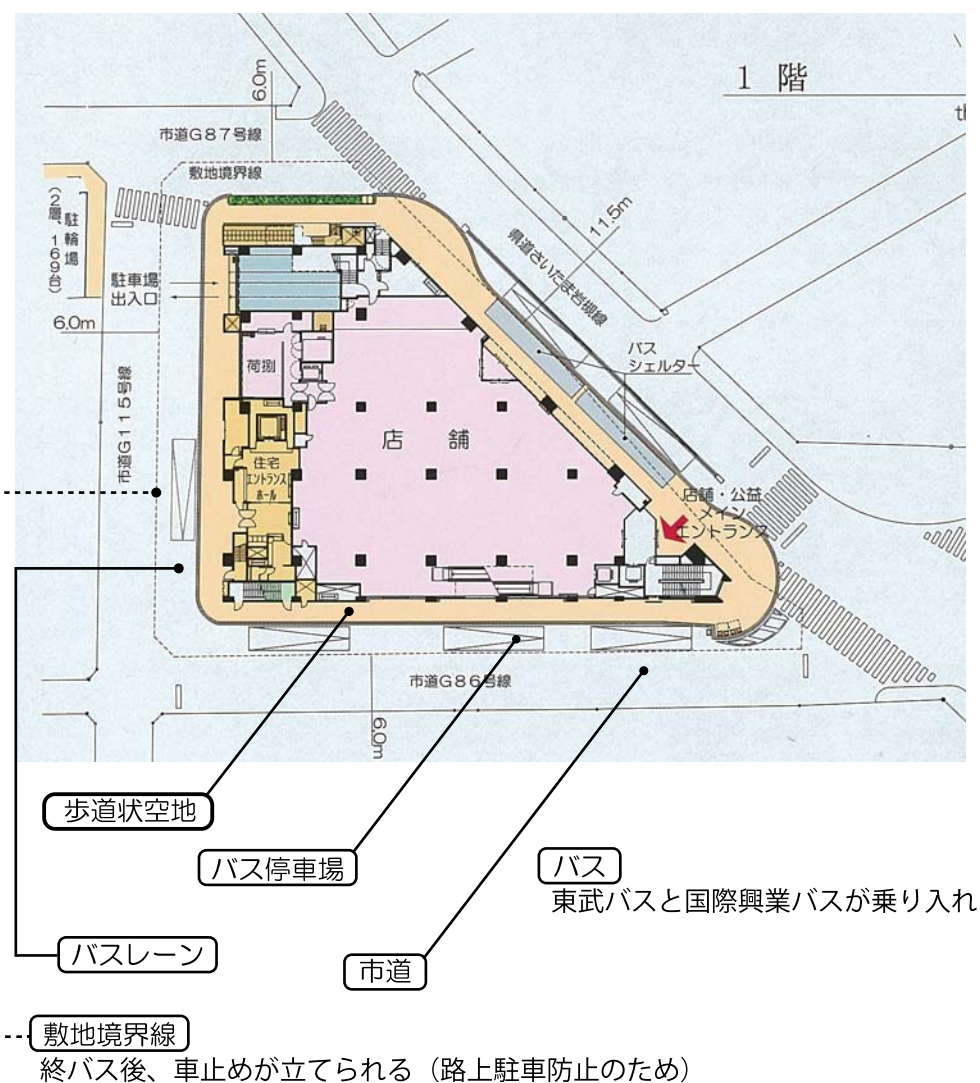 1 階
tl
6.0m
市道G87号線
敷地境界線
駐輪場
(2層、169台)
11.5m
県道さいたま岩槻線
駐車場
出入口
6.0m
バス
シェルター
荷捌
市道G115号線
店 舗
住宅
エントランス
ホール
店舗・公益
メイン
エントランス
市道G86号線
6.0m
歩道状空地
バス停車場
バス
東武バスと国際興業バスが乗り入れ
バスレーン
市道
敷地境界線
終バス後、車止めが立てられる（路上駐車防止のため）